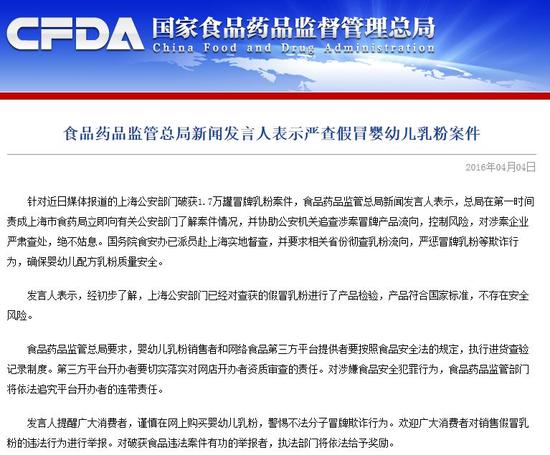 CFDA 国家食品药品监督管理总局
China Food and Drug Administration
食品药品监管总局新闻发言人表示严查假冒婴幼儿乳粉案件
2016年04月04日
针对近日媒体报道的上海公安部门破获1.7万罐冒牌乳粉案件，食品药品监管总局新闻发言人表示，总局在第一时间
责成上海市食药局立即向有关公安部门了解案件情况，并协助公安机关追查涉案冒牌产品流向，控制风险，对涉案企业
严肃查处，绝不姑息。国务院食安办已派员赴上海实地督查，并要求相关省份彻查乳粉流向，严惩冒牌乳粉等欺诈行
为，确保婴幼儿配方乳粉质量安全。
发言人表示，经初步了解，上海公安部门已经对查获的假冒乳粉进行了产品检验，产品符合国家标准，不存在安全
风险。
食品药品监管总局要求，婴幼儿乳粉销售者和网络食品第三方平台提供者要按照食品安全法的规定，执行进货查验
记录制度。第三方平台开办者要切实落实对网店开办者资质审查的责任。对涉嫌食品安全犯罪行为，食品药品监管部门
将依法追究平台开办者的连带责任。
发言人提醒广大消费者，谨慎在网上购买婴幼儿乳粉，警惕不法分子冒牌欺诈行为。欢迎广大消费者对销售假冒乳
粉的违法行为进行举报。对破获食品违法案件有功的举报者，执法部门将依法给予奖励。